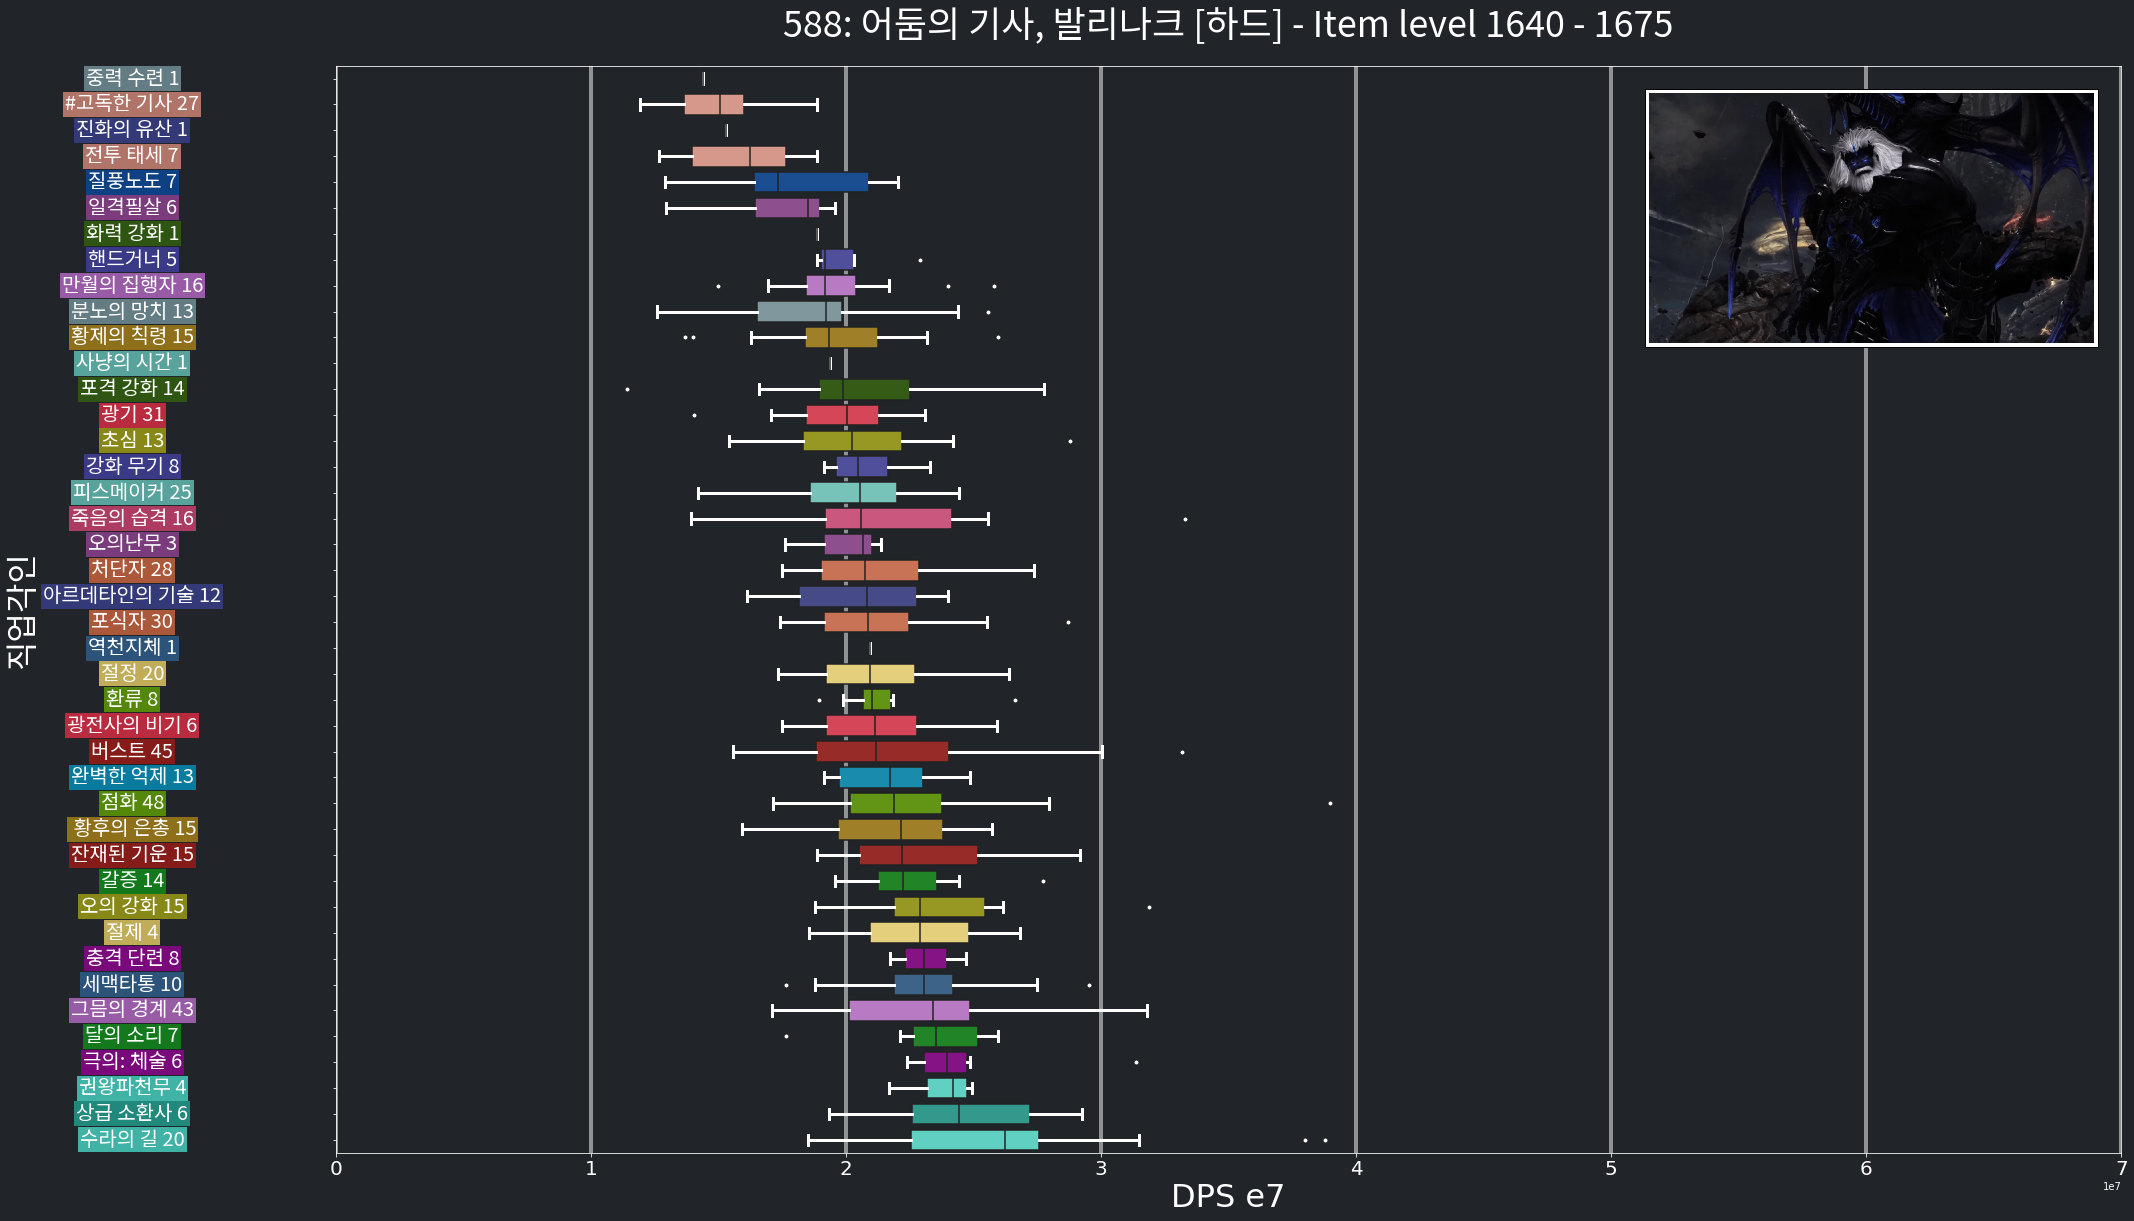 588: 어둠의 기사, 발리나크 [하드] - Item level 1640 - 1675
직업각인
중력 수련 1
#고독한 기사 27
진화의 유산 1
전투 태세 7
질풍노도 7
일격필살 6
화력 강화 1
핸드거너 5
만월의 집행자 16
분노의 망치 13
황제의 칙령 15
사냥의 시간 1
포격 강화 14
광기 31
초심 13
강화 무기 8
피스메이커 25
죽음의 습격 16
오의난무 3
처단자 28
아르데타인의 기술 12
포식자 30
역천지체 1
절정 20
환류 8
광전사의 비기 6
버스트 45
완벽한 억제 13
점화 48
황후의 은총 15
잔재된 기운 15
갈증 14
오의 강화 15
절제 4
충격 단련 8
세맥타통 10
그믐의 경계 43
달의 소리 7
극의: 체술 6
권왕파천무 4
상급 소환사 6
수라의 길 20
0 1 2 3 4 5 6 7
1e7
DPS e7